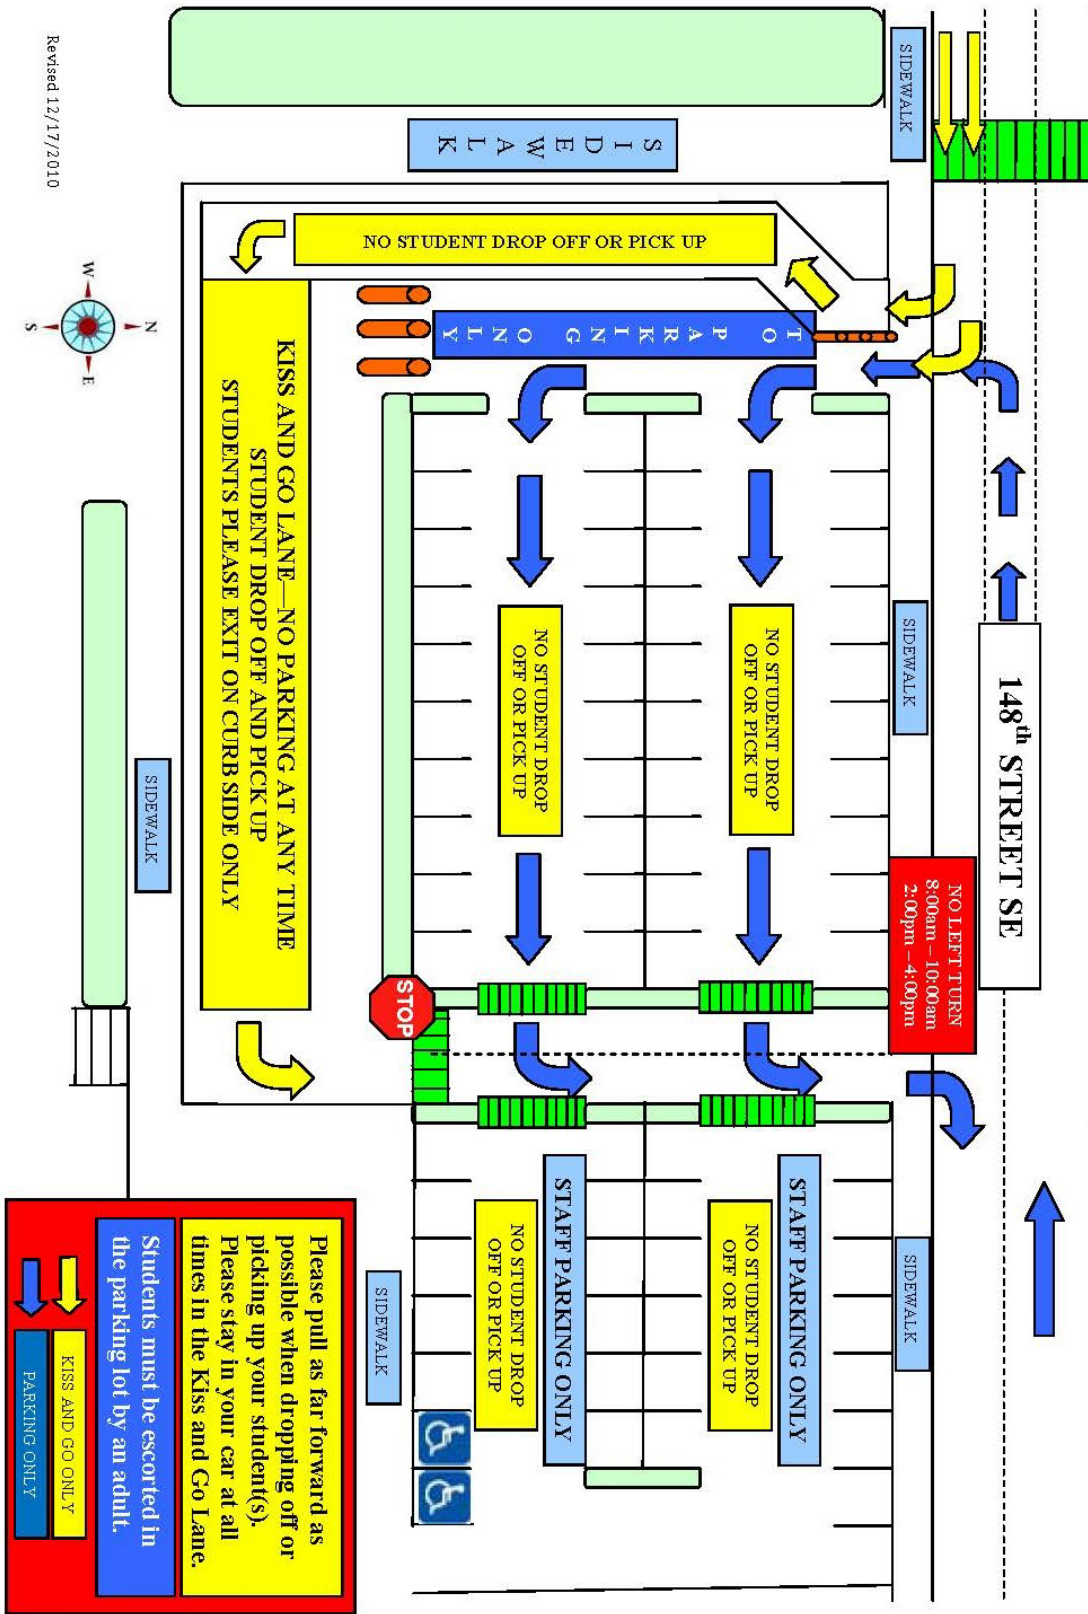 148th STREET SE
SIDEWALK
SIDEWALK
SIDEWALK
NO LEFT TURN
8:00am – 10:00am
2:00pm – 4:00pm
SIDEWALK
NO STUDENT DROP OFF OR PICK UP
TO PARKING ONLY
NO STUDENT DROP
OFF OR PICK UP
NO STUDENT DROP
OFF OR PICK UP
STAFF PARKING ONLY
NO STUDENT DROP
OFF OR PICK UP
STAFF PARKING ONLY
NO STUDENT DROP
OFF OR PICK UP
STOP
KISS AND GO LANE—NO PARKING AT ANY TIME
STUDENT DROP OFF AND PICK UP
STUDENTS PLEASE EXIT ON CURB SIDE ONLY
SIDEWALK
SIDEWALK
N
W
E
S
Revised 12/17/2010
Please pull as far forward as
possible when dropping off or
picking up your student(s).
Please stay in your car at all
times in the Kiss and Go Lane.
Students must be escorted in
the parking lot by an adult.
KISS AND GO ONLY
PARKING ONLY